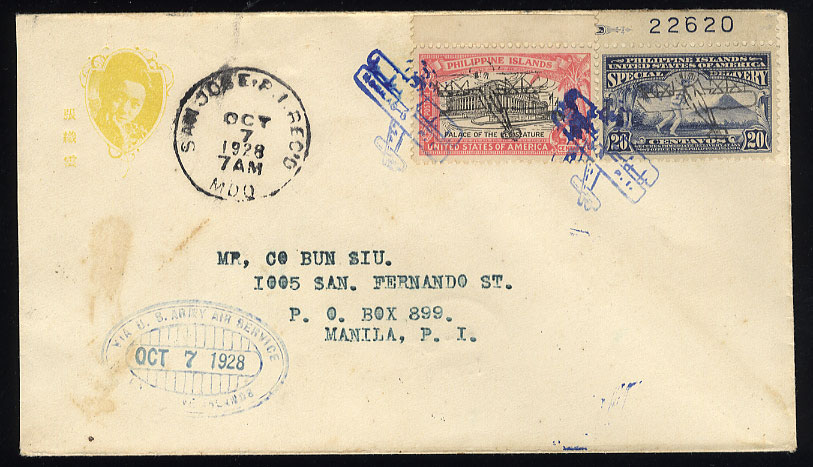 22620
PHILIPPINE ISLANDS
PALACE OF THE LEGISLATURE
UNITED STATES OF AMERICA
PHILIPPINE ISLANDS
UNITED STATES OF AMERICA
SPECIAL DELIVERY
20 CENTAVOS 20
P. I.
SAN JOSE, P. I. REC'D
OCT
7
1928
7AM
MDO
MR, CO BUN SIU.
1005 SAN. FERNANDO ST.
P. O. BOX 899.
MANILA, P. I.
VIA U. S. ARMY AIR SERVICE
OCT 7 1928